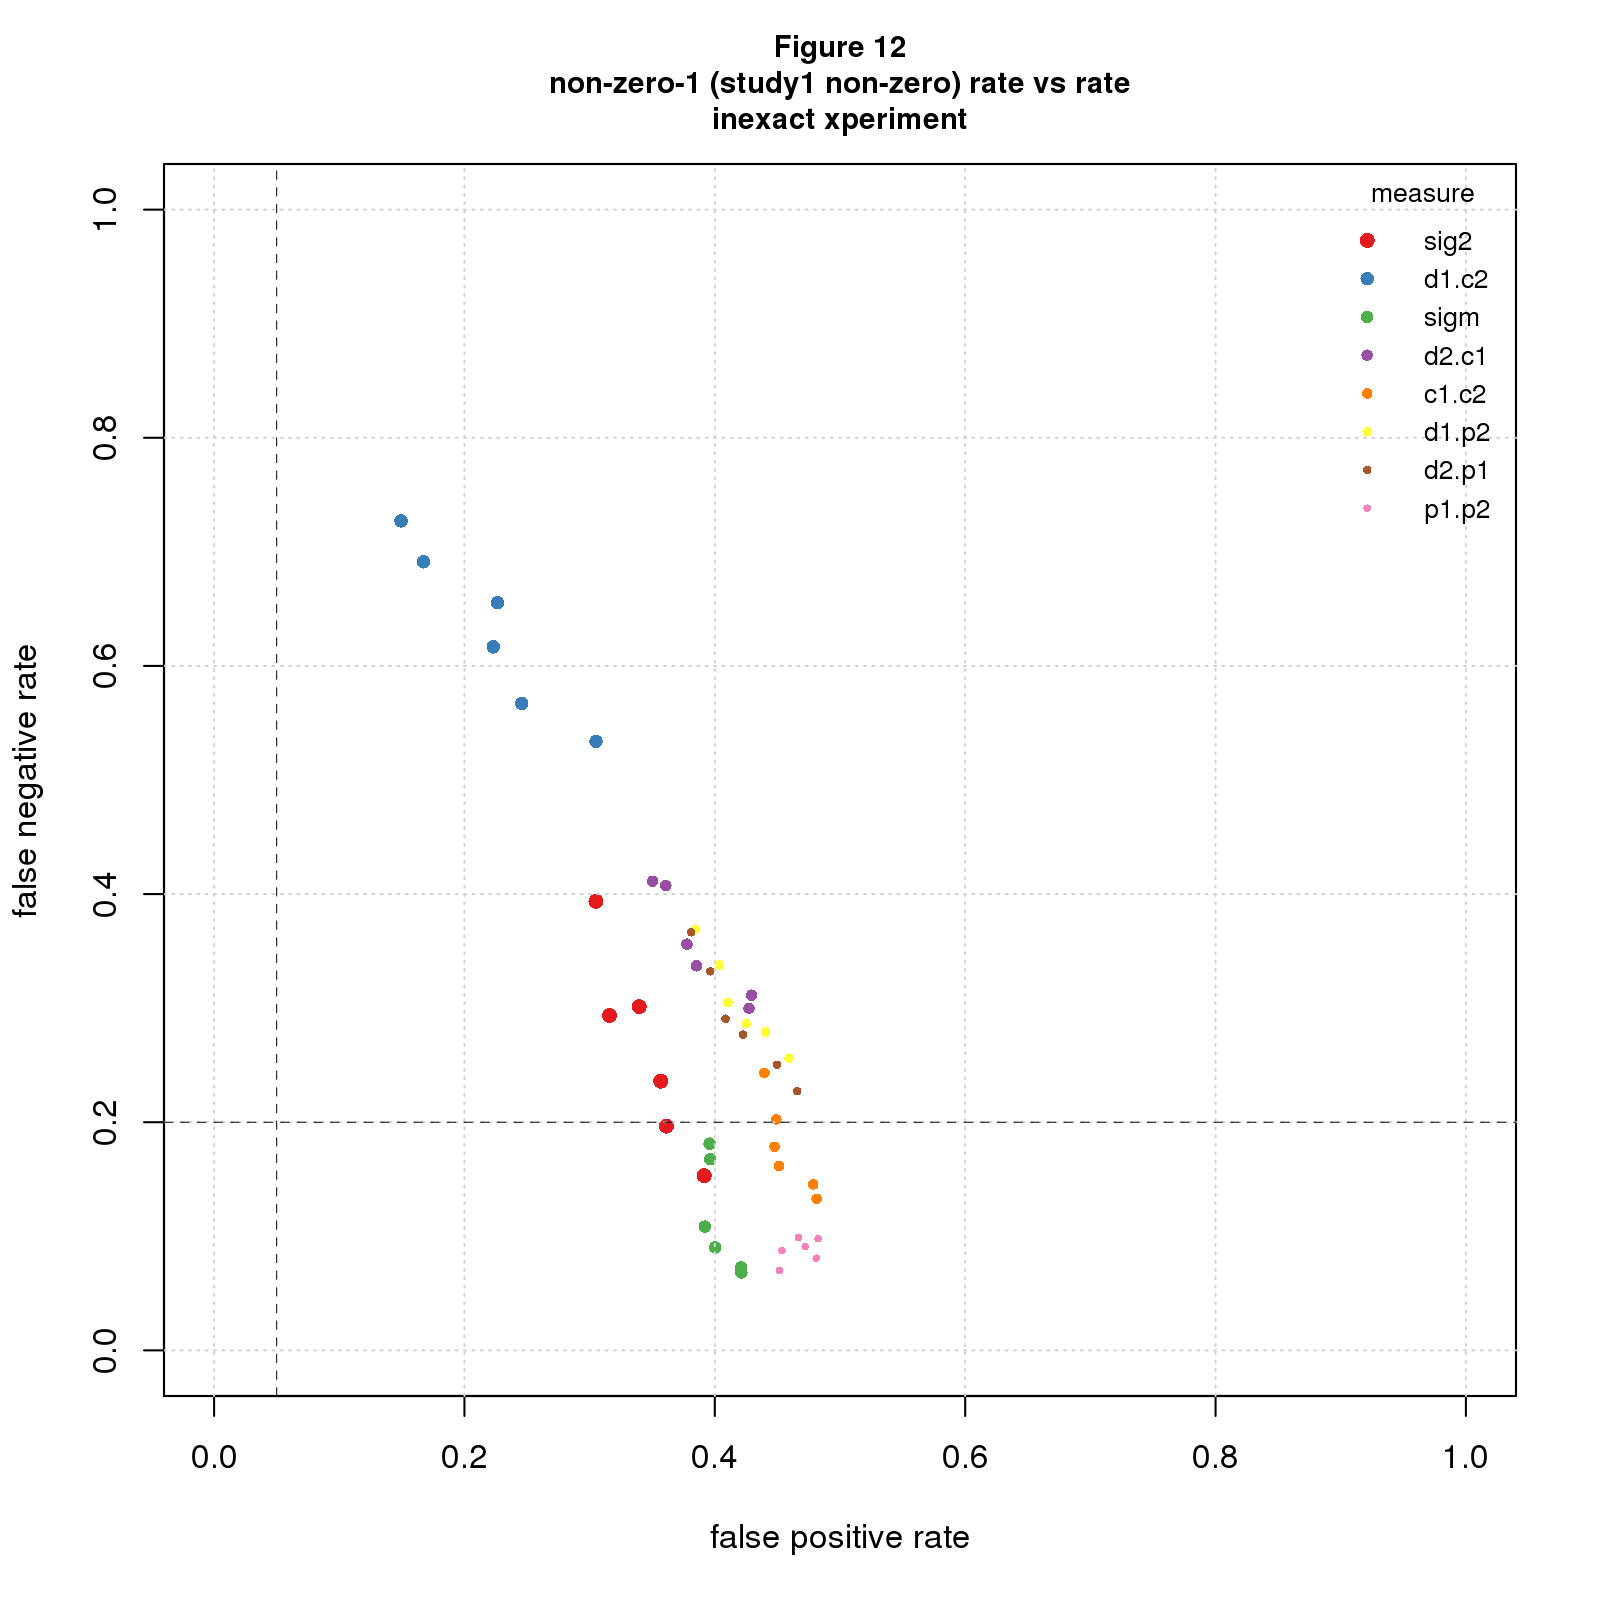 Figure 12
non-zero-1 (study1 non-zero) rate vs rate
inexact xperiment
measure
sig2
d1.c2
sigm
d2.c1
c1.c2
d1.p2
d2.p1
p1.p2
false negative rate
1.0
0.8
0.6
0.4
0.2
0.0
0.0 0.2 0.4 0.6 0.8 1.0
false positive rate